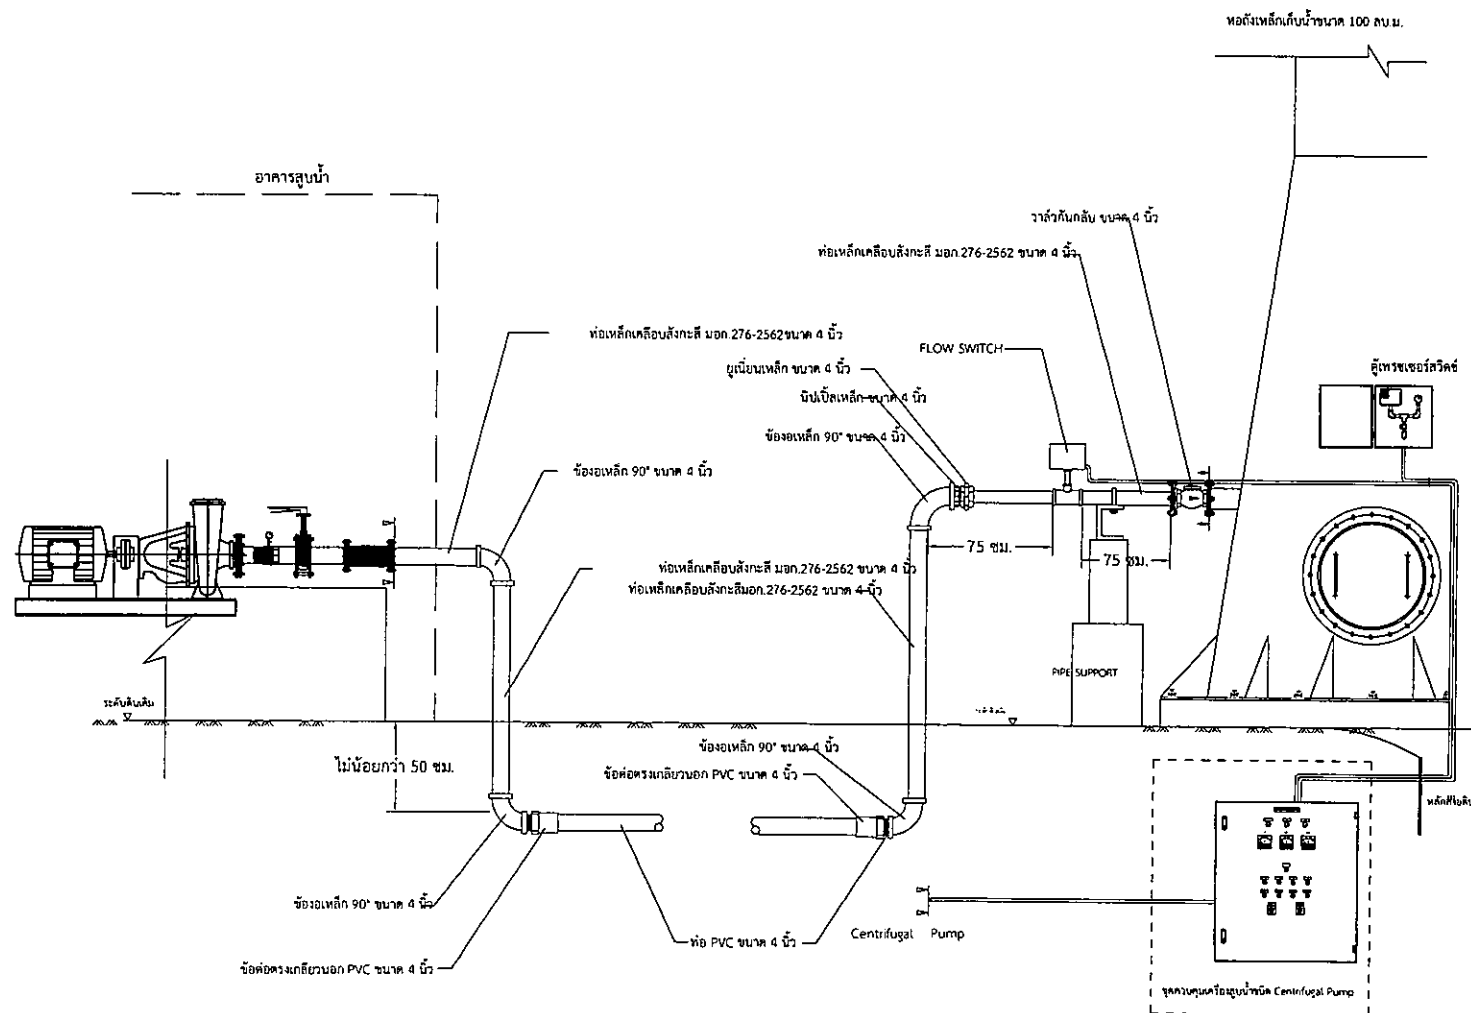 หอถังเหล็กเก็บน้ำขนาด 100 ลบ.ม.
อาคารสูบน้ำ
วาล์วกันกลับ ขนาด 4 นิ้ว
ท่อเหล็กเคลือบสังกะสี มอก.276-2562 ขนาด 4 นิ้ว
ท่อเหล็กเคลือบสังกะสี มอก.276-2562ขนาด 4 นิ้ว
FLOW SWITCH
ยูเนี่ยนเหล็ก ขนาด 4 นิ้ว
ตู้เพรชเชอร์สวิตช์
นิปเปิ้ลเหล็ก ขนาด 4 นิ้ว
ข้องอเหล็ก 90° ขนาด 4 นิ้ว
ข้องอเหล็ก 90° ขนาด 4 นิ้ว
75 ซม.
75 ซม.
ท่อเหล็กเคลือบสังกะสี มอก.276-2562 ขนาด 4 นิ้ว
ท่อเหล็กเคลือบสังกะสีมอก.276-2562 ขนาด 4 นิ้ว
PIPE SUPPORT
ระดับดินเดิม
ไม่น้อยกว่า 50 ซม.
ข้องอเหล็ก 90° ขนาด 4 นิ้ว
ข้อต่อตรงเกลียวนอก PVC ขนาด 4 นิ้ว
หลักสายดิน
ข้องอเหล็ก 90° ขนาด 4 นิ้ว
ท่อ PVC ขนาด 4 นิ้ว
Centrifugal Pump
ข้อต่อตรงเกลียวนอก PVC ขนาด 4 นิ้ว
ชุดควบคุมเครื่องสูบน้ำชนิด Centrifugal Pump